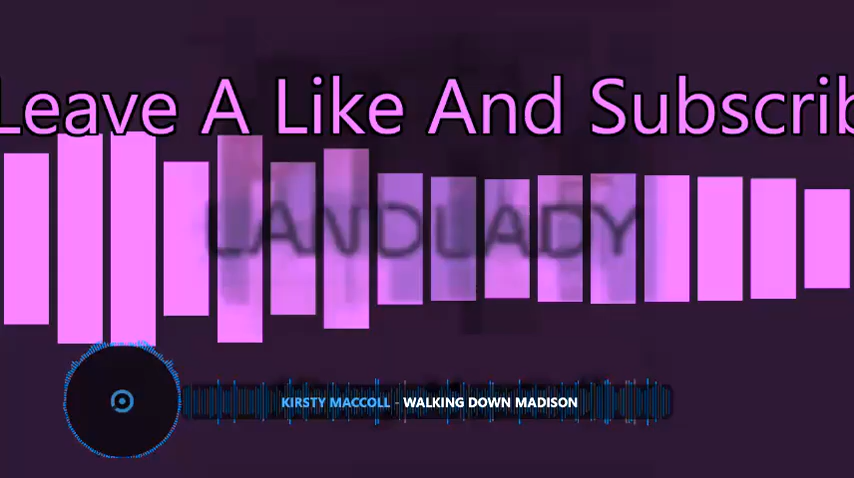 Leave A Like And Subscrib
LANDLADY
KIRSTY MACCOLL - WALKING DOWN MADISON